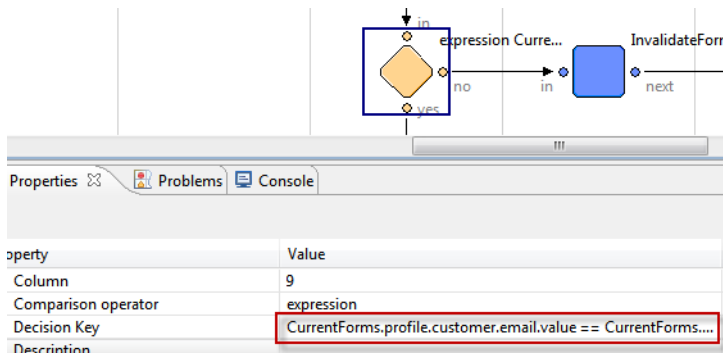 in
expression Curre...
InvalidateForr
no
in
next
yes
Properties
Problems
Console
operty
Value
Column
9
Comparison operator
expression
Decision Key
CurrentForms.profile.customer.email.value == CurrentForms....
Description